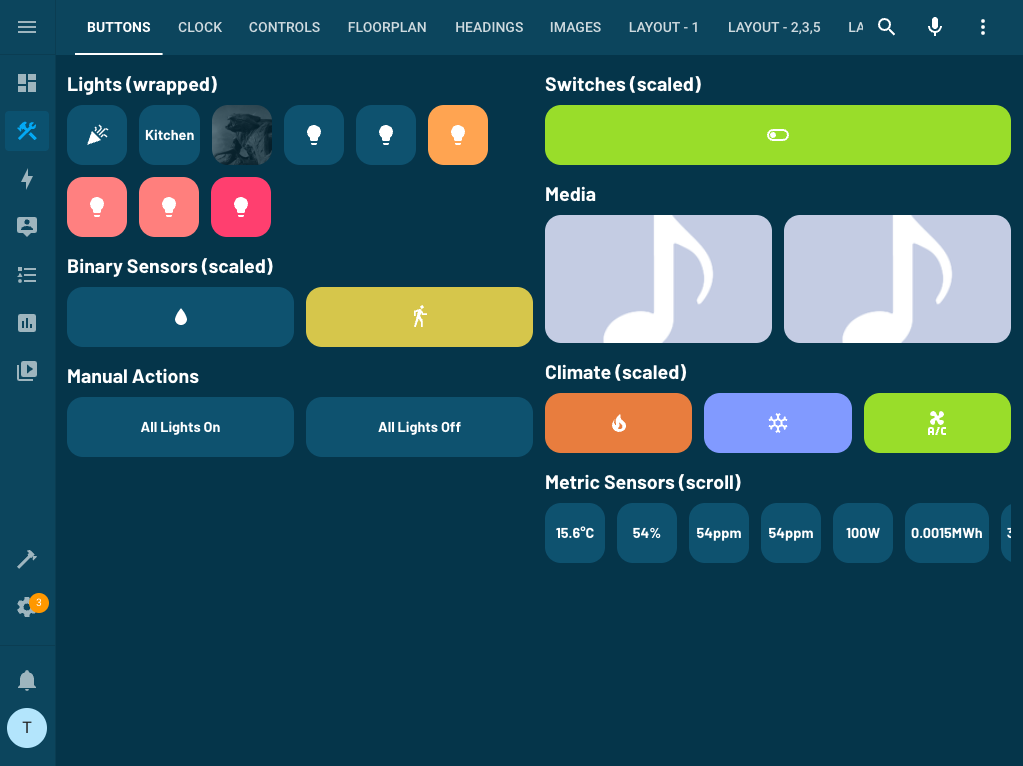 BUTTONS CLOCK CONTROLS FLOORPLAN HEADINGS IMAGES LAYOUT - 1 LAYOUT - 2,3,5 LA
Lights (wrapped)
Kitchen
Binary Sensors (scaled)
Manual Actions
All Lights On All Lights Off
Switches (scaled)
Media
Climate (scaled)
A/C
Metric Sensors (scroll)
15.6°C 54% 54ppm 54ppm 100W 0.0015MWh
3
T